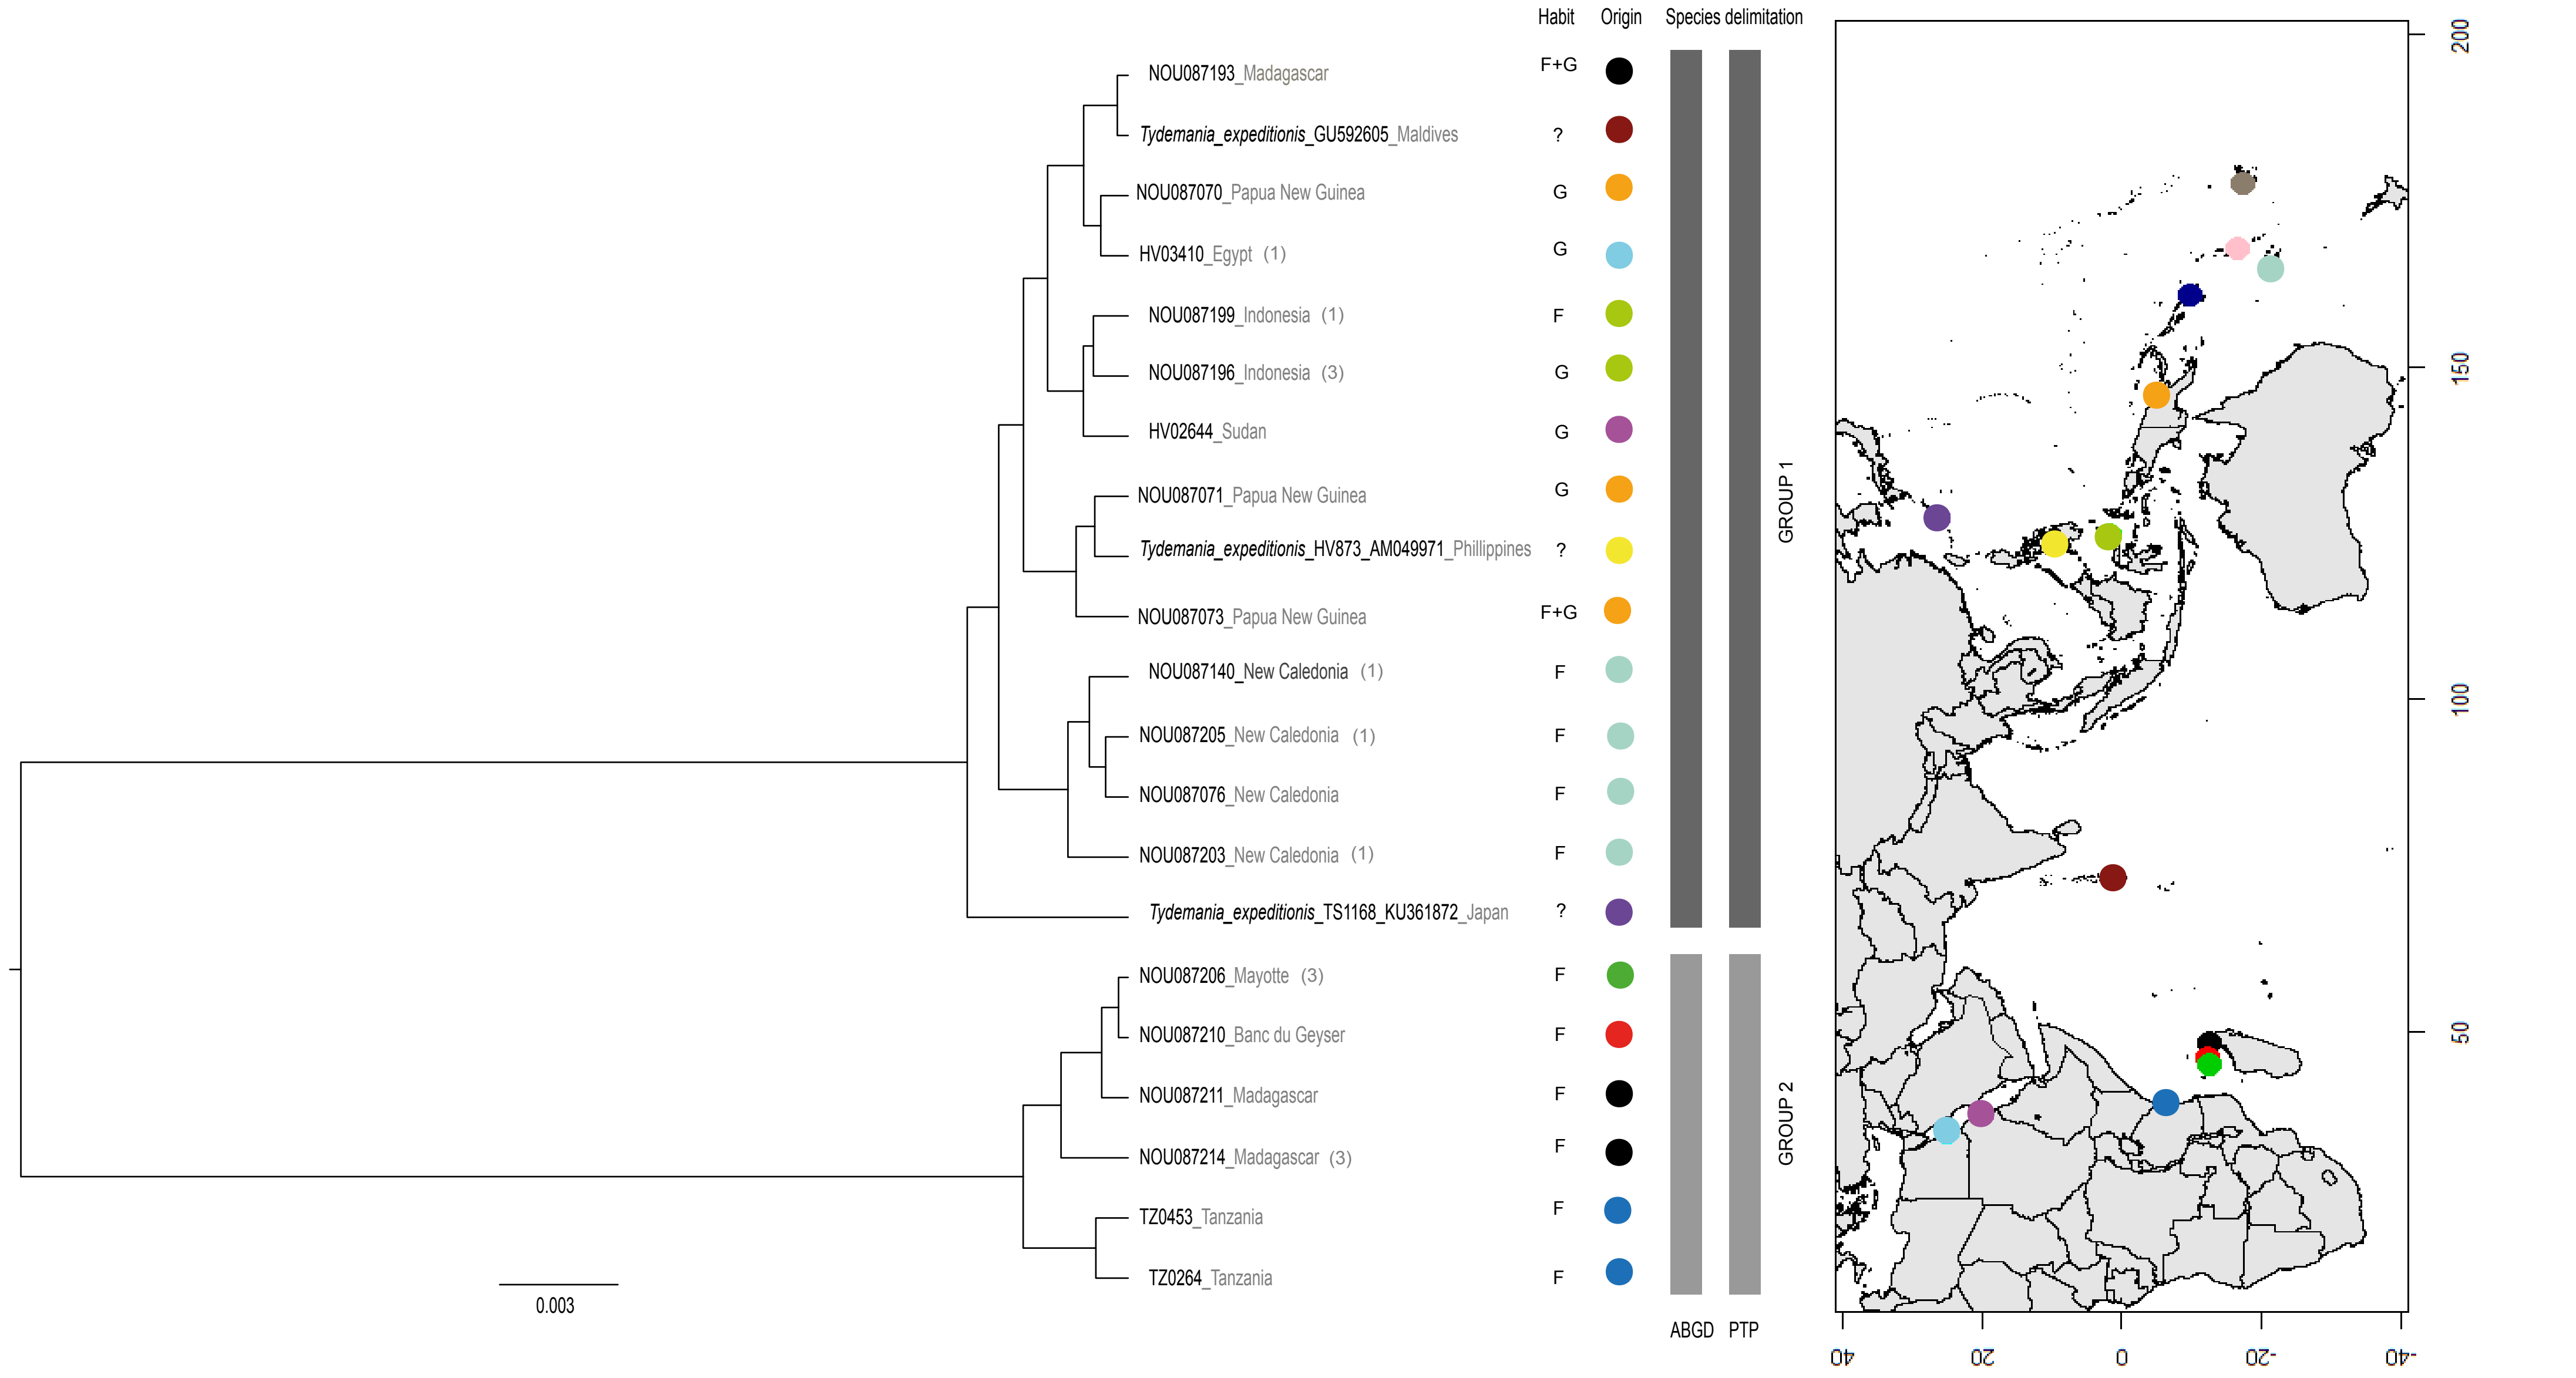 Habit Origin Species delimitation
NOU087193_Madagascar F+G
Tydemania_expeditionis_GU592605_Maldives ?
NOU087070_Papua New Guinea G
HV03410_Egypt (1) G
NOU087199_Indonesia (1) F
NOU087196_Indonesia (3) G
HV02644_Sudan G
NOU087071_Papua New Guinea G
Tydemania_expeditionis_HV873_AM049971_Phillippines ?
NOU087073_Papua New Guinea F+G
NOU087140_New Caledonia (1) F
NOU087205_New Caledonia (1) F
NOU087076_New Caledonia F
NOU087203_New Caledonia (1) F
Tydemania_expeditionis_TS1168_KU361872_Japan ?
NOU087206_Mayotte (3) F
NOU087210_Banc du Geyser F
NOU087211_Madagascar F
NOU087214_Madagascar (3) F
TZ0453_Tanzania F
TZ0264_Tanzania F
0.003
ABGD PTP
GROUP 1
GROUP 2
200
150
100
50
40 20 0 -20 -40